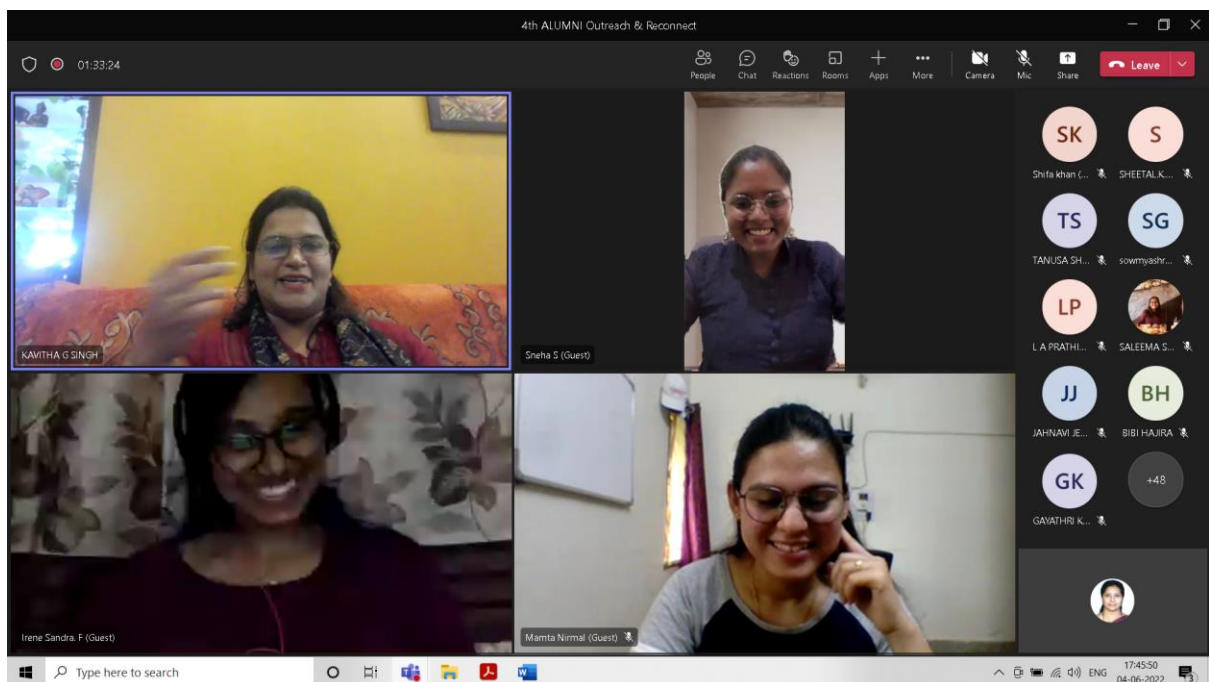 4th ALUMNI Outreach & Reconnect
01:33:24
People Chat Reactions Rooms Apps More Camera Mic Share Leave
KAVITHA G SINGH
Sneha S (Guest)
Irene Sandra. F (Guest)
Mamta Nirmal (Guest)
SK S
Shifa khan (... SHEETAL.K...
TS SG
TANUSA SH... sowmyashr...
LP
L A PRATHI... SALEEMA S...
JJ BH
JAHNAVI JE... BIBI HAJIRA
GK +48
GAYATHRI K...
Type here to search
W
ENG
17:45:50
04-06-2022
3